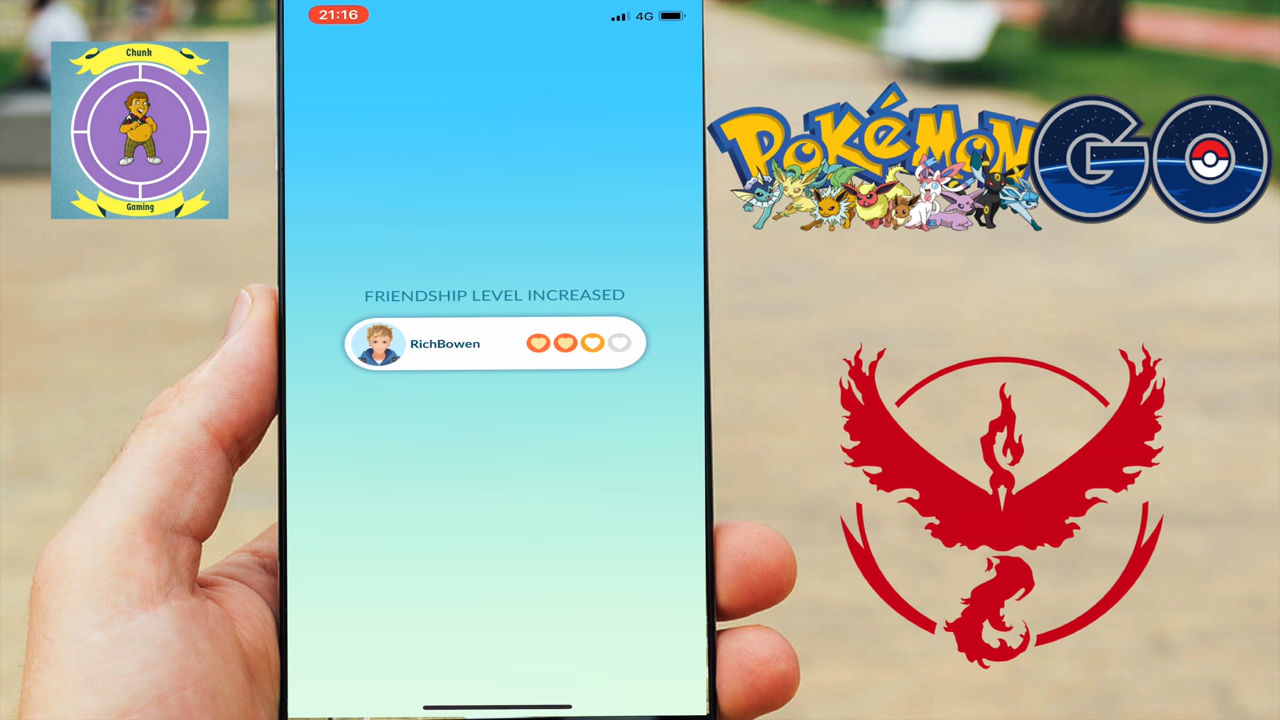 Chunk
Gaming
21:16
4G
FRIENDSHIP LEVEL INCREASED
RichBowen
POKéMON GO